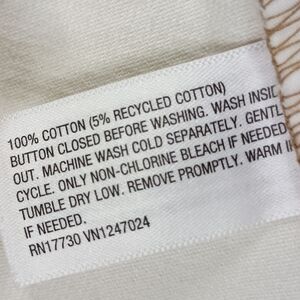 100% COTTON (5% RECYCLED COTTON)
BUTTON CLOSED BEFORE WASHING. WASH INSID
OUT. MACHINE WASH COLD SEPARATELY. GENTL
CYCLE. ONLY NON-CHLORINE BLEACH IF NEEDED
TUMBLE DRY LOW. REMOVE PROMPTLY. WARM I
IF NEEDED.
RN17730 VN1247024